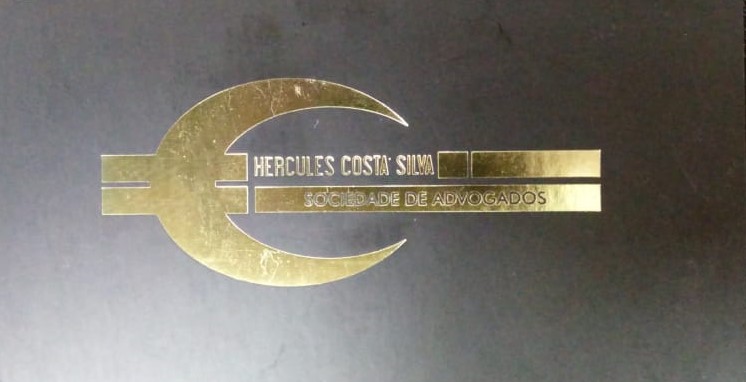 HERCULES COSTA SILVA
SOCIEDADE DE ADVOGADOS